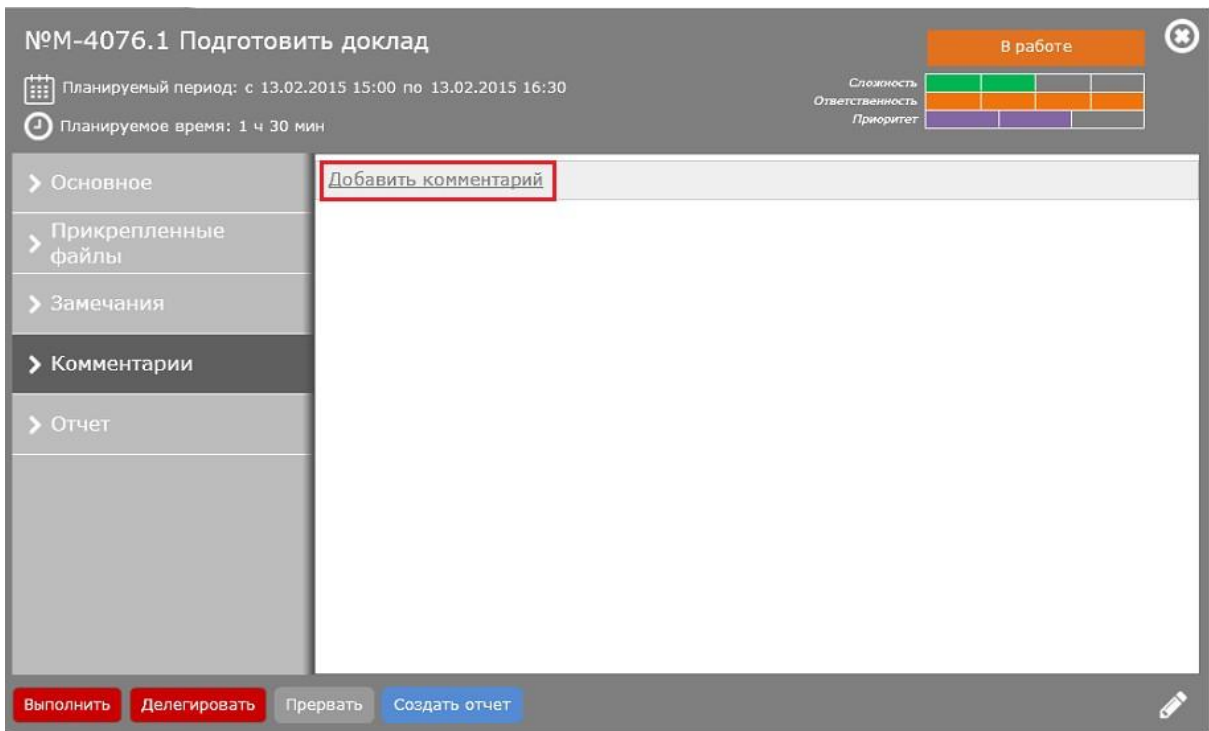 №М-4076.1 Подготовить доклад
В работе
Планируемый период: с 13.02.2015 15:00 по 13.02.2015 16:30
Сложность
Ответственность
Приоритет
Планируемое время: 1 ч 30 мин
Основное
Прикрепленные
файлы
Замечания
Комментарии
Отчет
Добавить комментарий
Выполнить Делегировать Прервать Создать отчет